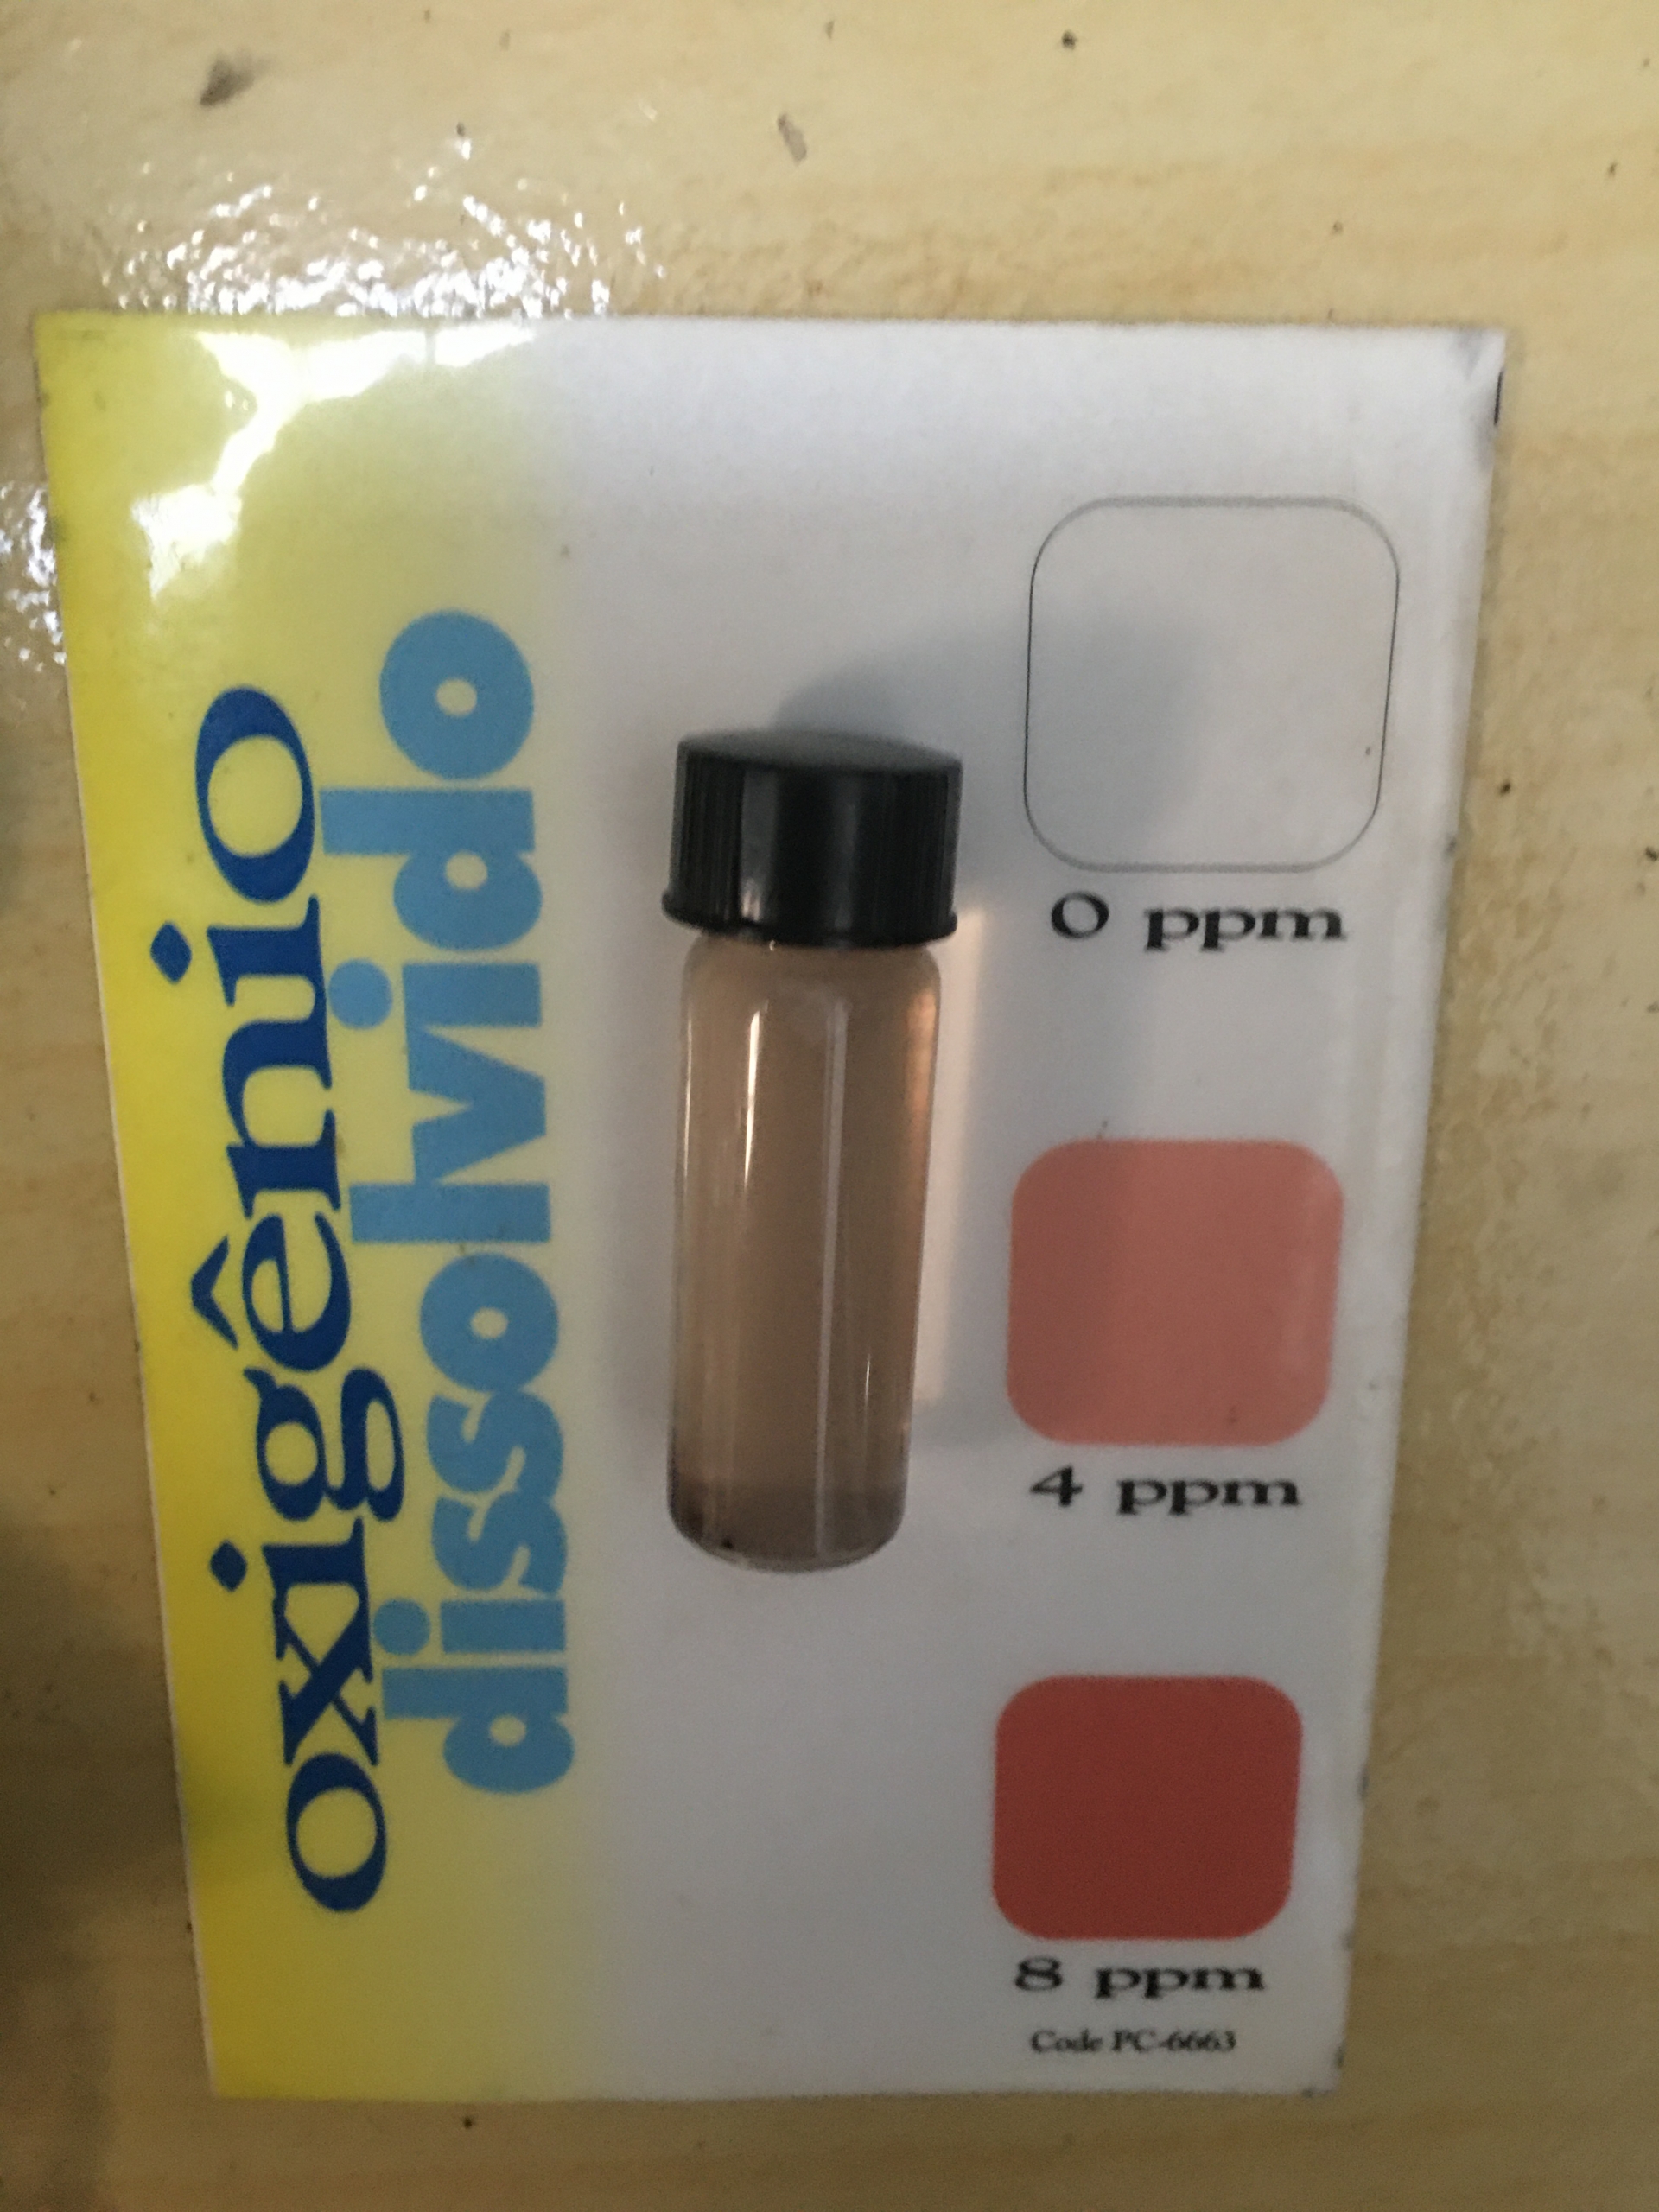 oxigênio
dissolvido
0 ppm
4 ppm
8 ppm
Code PC-6663